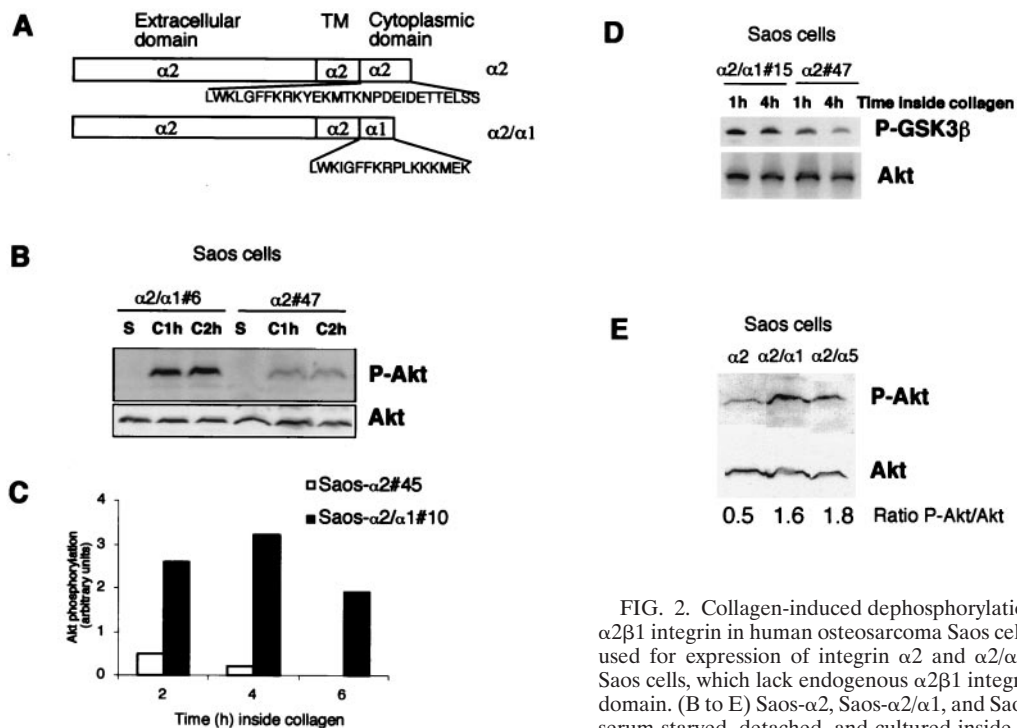 A
Extracellular domain
TM
Cytoplasmic domain
α2 α2 α2 α2
LWKLGFFKRKYEKMTKNPDEIDETTELSS
α2 α2 α1 α2/α1
LWKIGFFKRPLKKKMEK
B
Saos cells
α2/α1#6 α2#47
S C1h C2h S C1h C2h
P-Akt
Akt
C
Saos-α2#45
Saos-α2/α1#10
Akt phosphorylation
(arbitrary units)
4
3
2
1
0
2 4 6
Time (h) inside collagen
D
Saos cells
α2/α1#15 α2#47
1h 4h 1h 4h Time inside collagen
P-GSK3β
Akt
E
Saos cells
α2 α2/α1 α2/α5
P-Akt
Akt
0.5 1.6 1.8 Ratio P-Akt/Akt
FIG. 2. Collagen-induced dephosphorylatio
α2β1 integrin in human osteosarcoma Saos cel
used for expression of integrin α2 and α2/α
Saos cells, which lack endogenous α2β1 integr
domain. (B to E) Saos-α2, Saos-α2/α1, and Sao
serum starved, detached, and cultured inside